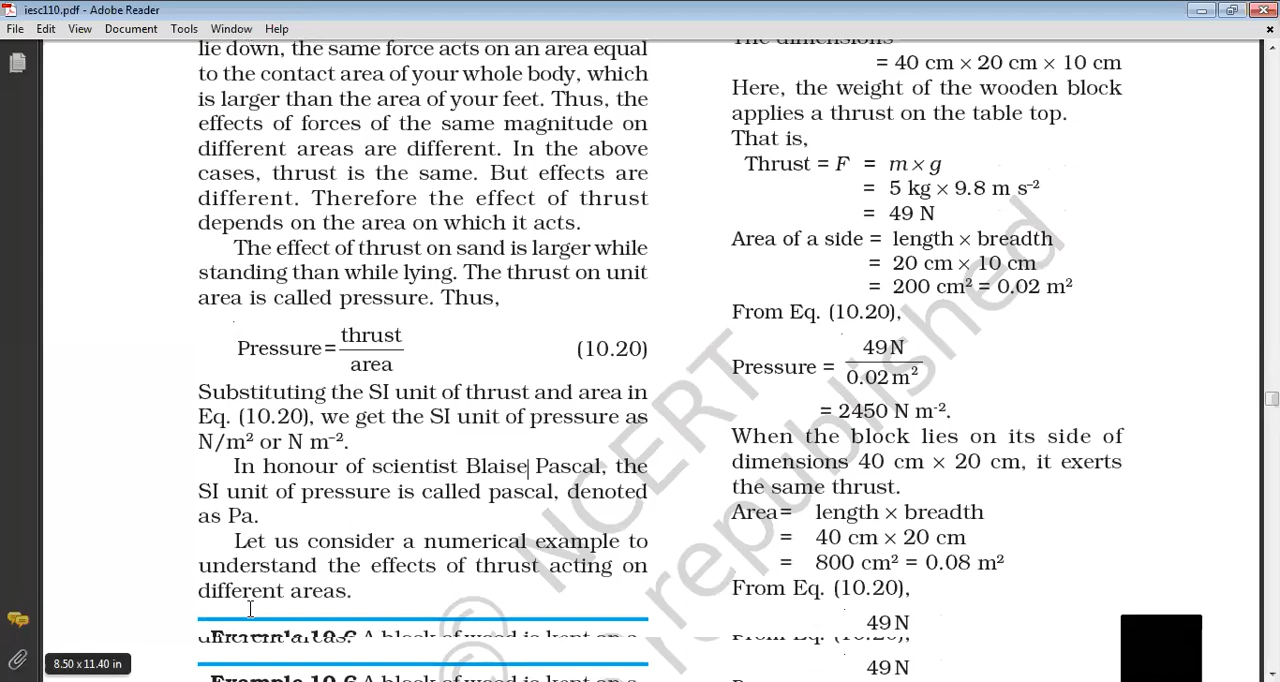 iesc110.pdf - Adobe Reader
File Edit View Document Tools Window Help
lie down, the same force acts on an area equal
to the contact area of your whole body, which
is larger than the area of your feet. Thus, the
effects of forces of the same magnitude on
different areas are different. In the above
cases, thrust is the same. But effects are
different. Therefore the effect of thrust
depends on the area on which it acts.
The effect of thrust on sand is larger while
standing than while lying. The thrust on unit
area is called pressure. Thus,
Pressure = thrust / area (10.20)
Substituting the SI unit of thrust and area in
Eq. (10.20), we get the SI unit of pressure as
N/m² or N m⁻².
In honour of scientist Blaise Pascal, the
SI unit of pressure is called pascal, denoted
as Pa.
Let us consider a numerical example to
understand the effects of thrust acting on
different areas.
Example 10.6 A block of wood is kept on a
The dimensions
= 40 cm × 20 cm × 10 cm
Here, the weight of the wooden block
applies a thrust on the table top.
That is,
Thrust = F = m × g
= 5 kg × 9.8 m s⁻²
= 49 N
Area of a side = length × breadth
= 20 cm × 10 cm
= 200 cm² = 0.02 m²
From Eq. (10.20),
Pressure = 49 N / 0.02 m²
= 2450 N m⁻².
When the block lies on its side of
dimensions 40 cm × 20 cm, it exerts
the same thrust.
Area = length × breadth
= 40 cm × 20 cm
= 800 cm² = 0.08 m²
From Eq. (10.20),
49 N
From Eq. (10.20),
49 N
© NCERT
republished
8.50 x 11.40 in